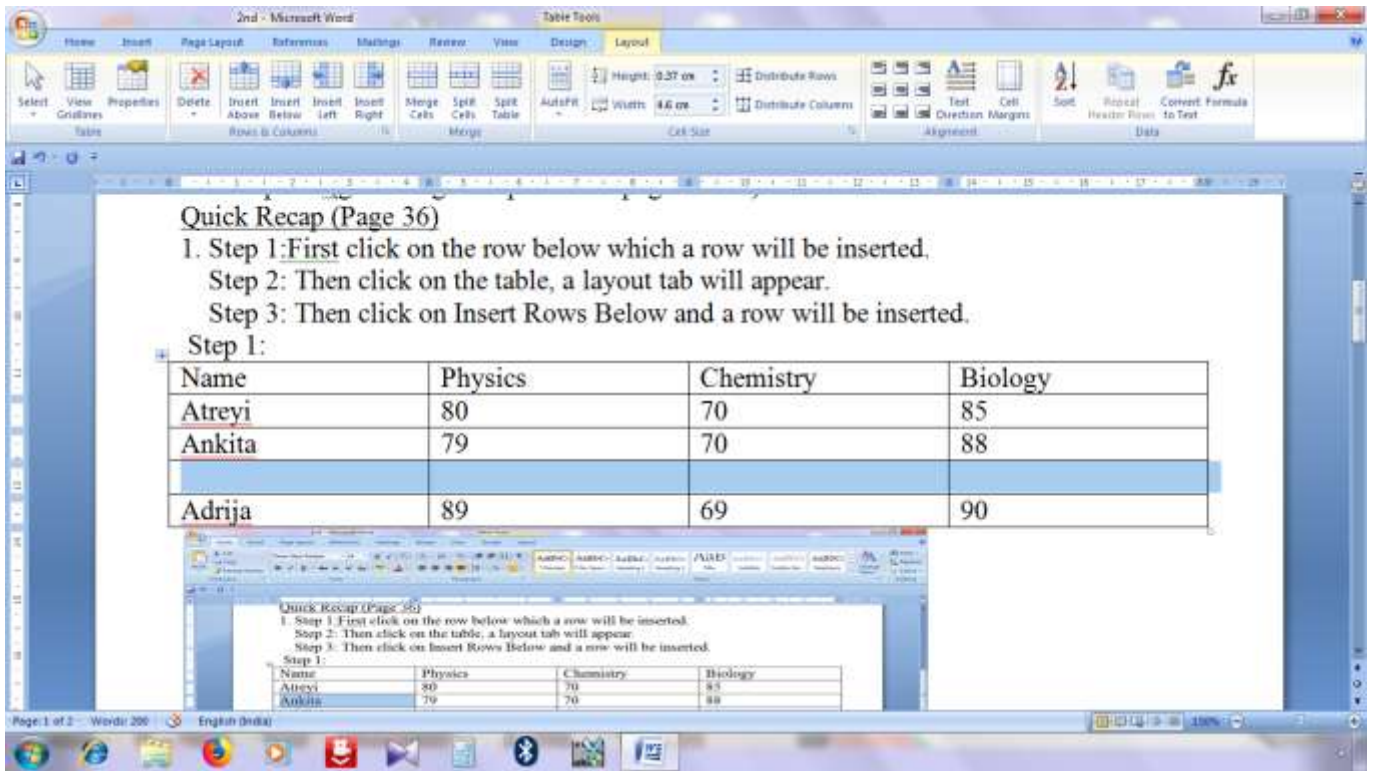 2nd - Microsoft Word Table Tools
Home Insert Page Layout References Mailings Review View Design Layout
Select View Gridlines Properties Delete Insert Above Insert Below Insert Left Insert Right Merge Cells Split Cells Split Table AutoFit Height: 0.37 cm Width: 4.6 cm Distribute Rows Distribute Columns Text Direction Cell Margins Sort Repeat Header Rows Convert to Text Formula
Table Rows & Columns Merge Cell Size Alignment Data
Quick Recap (Page 36)
1. Step 1:First click on the row below which a row will be inserted.
Step 2: Then click on the table, a layout tab will appear.
Step 3: Then click on Insert Rows Below and a row will be inserted.
Step 1:
Name Physics Chemistry Biology
Atreyi 80 70 85
Ankita 79 70 88
Adrija 89 69 90
Quick Recap (Page 36)
1. Step 1:First click on the row below which a row will be inserted.
Step 2: Then click on the table, a layout tab will appear.
Step 3: Then click on Insert Rows Below and a row will be inserted.
Step 1:
Name Physics Chemistry Biology
Atreyi 80 70 85
Ankita 79 70 88
Page: 1 of 2 Words: 200 English (India) 150%